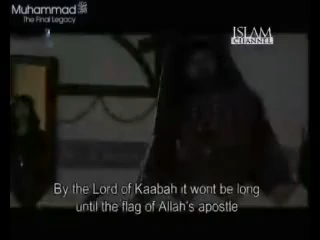 Muhammad
The Final Legacy
ISLAM
CHANNEL
By the Lord of Kaabah it wont be long
until the flag of Allah's apostle